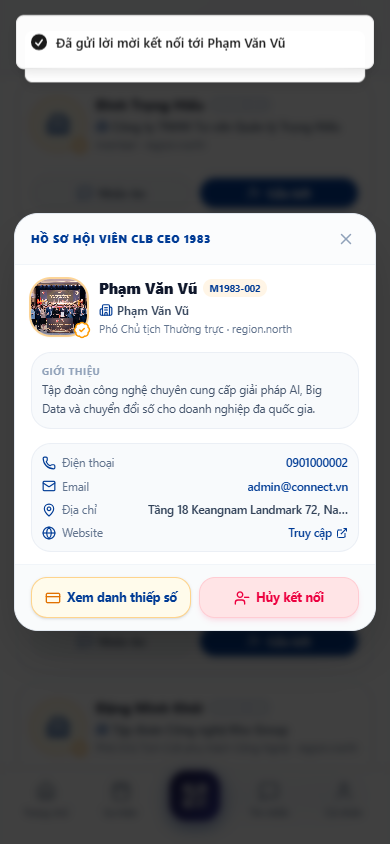 Đã gửi lời mời kết nối tới Phạm Văn Vũ
HỒ SƠ HỘI VIÊN CLB CEO 1983
Phạm Văn Vũ M1983-002
Phạm Văn Vũ
Phó Chủ tịch Thường trực · region.north
GIỚI THIỆU
Tập đoàn công nghệ chuyên cung cấp giải pháp AI, Big
Data và chuyển đổi số cho doanh nghiệp đa quốc gia.
Điện thoại 0901000002
Email admin@connect.vn
Địa chỉ Tầng 18 Keangnam Landmark 72, Na...
Website Truy cập
Xem danh thiếp số Hủy kết nối